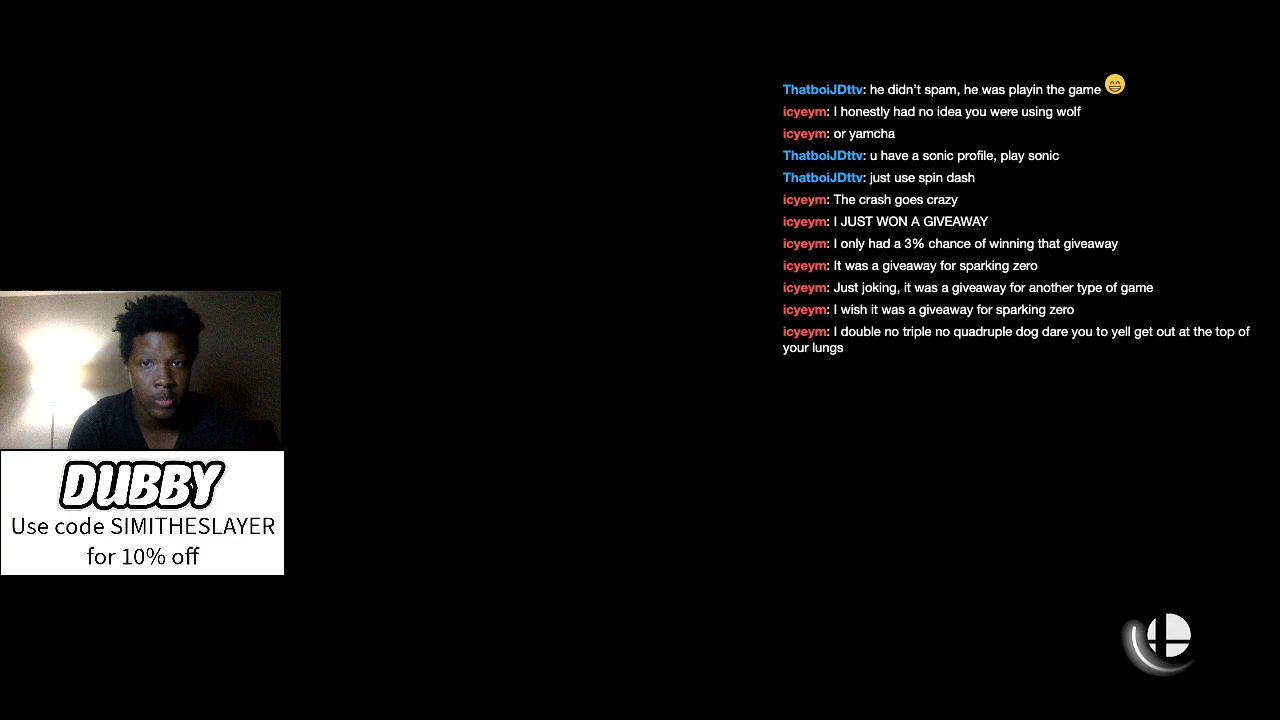 ThatboiJDttv: he didn't spam, he was playin the game 😁
icyeym: I honestly had no idea you were using wolf
icyeym: or yamcha
ThatboiJDttv: u have a sonic profile, play sonic
ThatboiJDttv: just use spin dash
icyeym: The crash goes crazy
icyeym: I JUST WON A GIVEAWAY
icyeym: I only had a 3% chance of winning that giveaway
icyeym: It was a giveaway for sparking zero
icyeym: Just joking, it was a giveaway for another type of game
icyeym: I wish it was a giveaway for sparking zero
icyeym: I double no triple no quadruple dog dare you to yell get out at the top of
your lungs
DUBBY
Use code SIMITHESLAYER
for 10% off